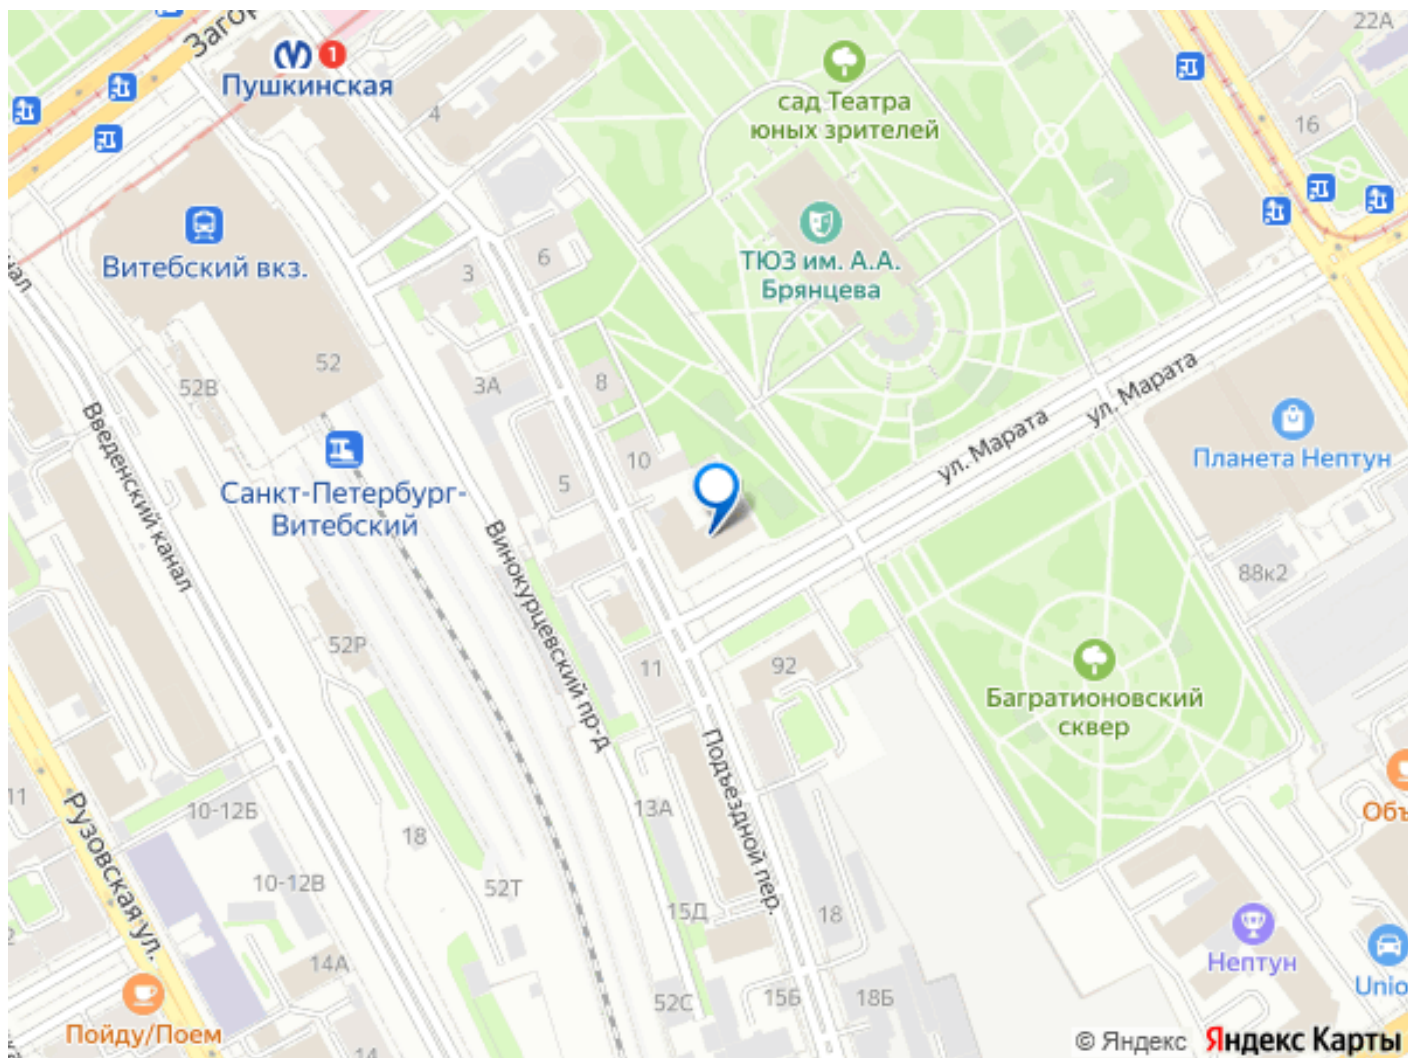 Загор
22А
1
Пушкинская
4
сад Театра
юных зрителей
16
Витебский вкз.
6
3
ТЮЗ им. А.А.
Брянцева
52
52В
3А
8
ул. Марата
ул. Марата
Планета Нептун
10
5
Санкт-Петербург-
Витебский
Введенский канал
Винокурцевский пр-д
88к2
52Р
11
92
Багратионовский
сквер
Подъездной пер.
11
10-12Б
13А
18
Рузовская ул.
10-12В
52Т
15Д
18
14А
Нептун
52С
15Б
18Б
Пойду/Поем
14
© Яндекс Яндекс Карты